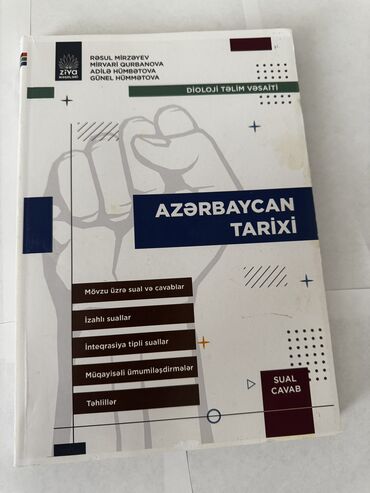 ziya
RƏSUL MİRZƏYEV
MİRVARİ QURBANOVA
ADİLƏ HÜMBƏTOVA
GÜNEL HÜMMƏTOVA
DİOLOJİ TƏLİM VƏSAİTİ
AZƏRBAYCAN
TARİXİ
Mövzu üzrə sual və cavablar
İzahlı suallar
İnteqrasiya tipli suallar
Müqayisəli ümumiləşdirmələr
Təhlillər
SUAL
CAVAB